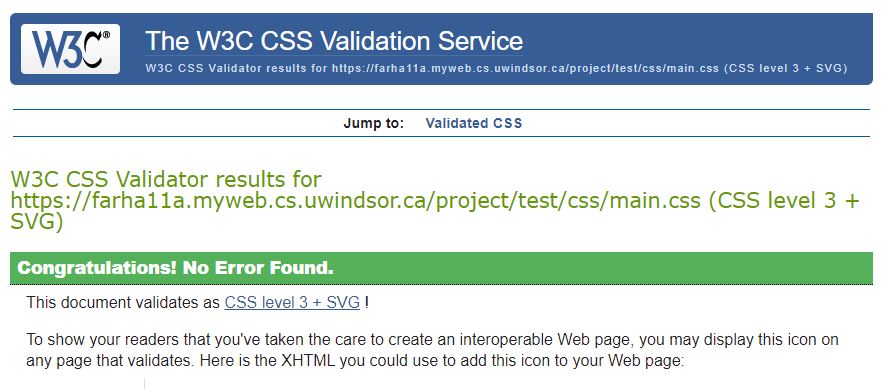 W3C®
The W3C CSS Validation Service
W3C CSS Validator results for https://farha11a.myweb.cs.uwindsor.ca/project/test/css/main.css (CSS level 3 + SVG)
Jump to: Validated CSS
W3C CSS Validator results for
https://farha11a.myweb.cs.uwindsor.ca/project/test/css/main.css (CSS level 3 +
SVG)
Congratulations! No Error Found.
This document validates as CSS level 3 + SVG !
To show your readers that you've taken the care to create an interoperable Web page, you may display this icon on
any page that validates. Here is the XHTML you could use to add this icon to your Web page: